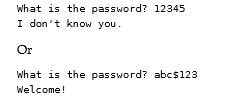 What is the password? 12345
I don't know you.
Or
What is the password? abc$123
Welcome!